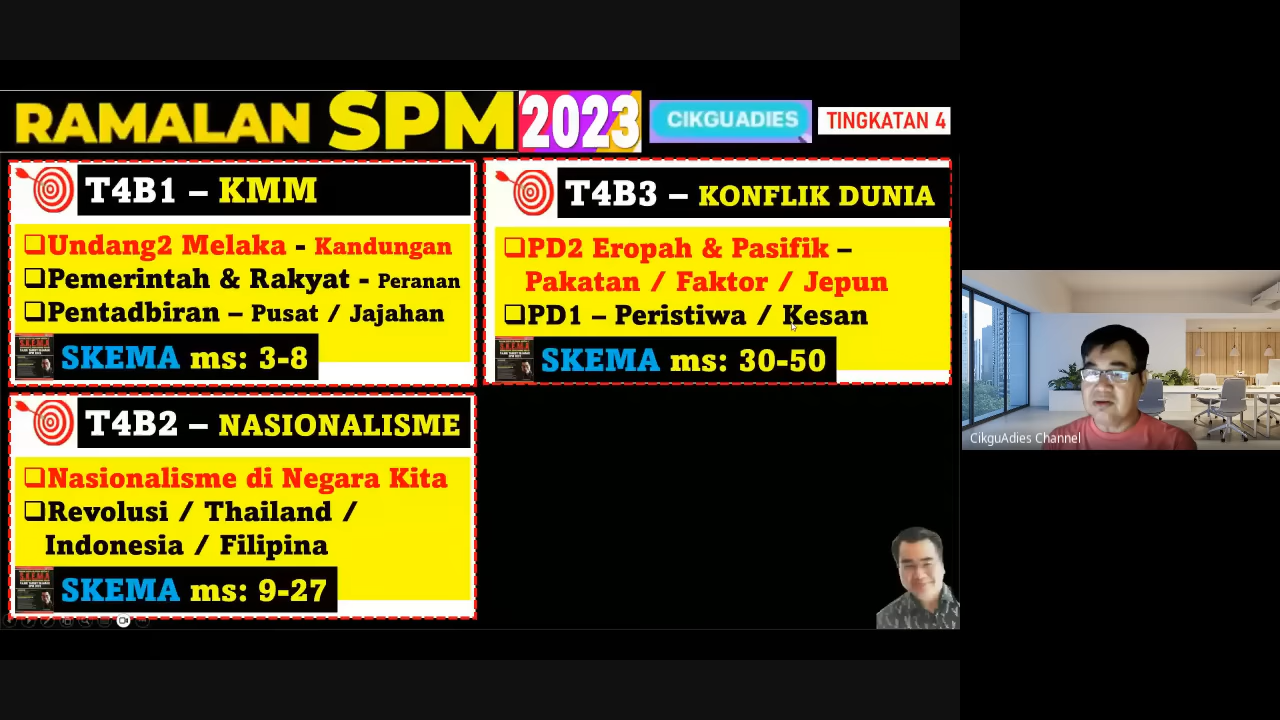 RAMALAN SPM 2023 CIKGUADIES TINGKATAN 4
T4B1 – KMM
❑Undang2 Melaka - Kandungan
❑Pemerintah & Rakyat - Peranan
❑Pentadbiran – Pusat / Jajahan
SKEMA ms: 3-8
T4B2 – NASIONALISME
❑Nasionalisme di Negara Kita
❑Revolusi / Thailand /
Indonesia / Filipina
SKEMA ms: 9-27
T4B3 – KONFLIK DUNIA
❑PD2 Eropah & Pasifik –
Pakatan / Faktor / Jepun
❑PD1 – Peristiwa / Kesan
SKEMA ms: 30-50
CikguAdies Channel